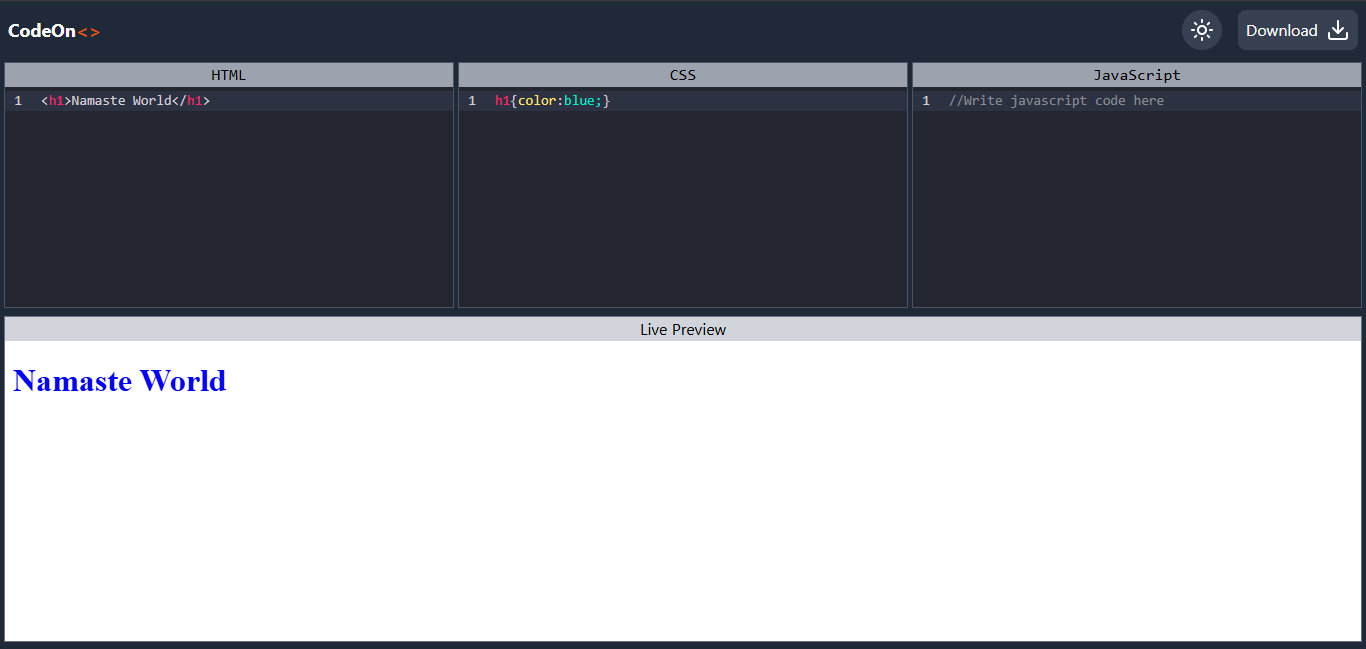 CodeOn<>
Download
HTML
CSS
JavaScript
1 <h1>Namaste World</h1>
1 h1{color:blue;}
1 //Write javascript code here
Live Preview
Namaste World